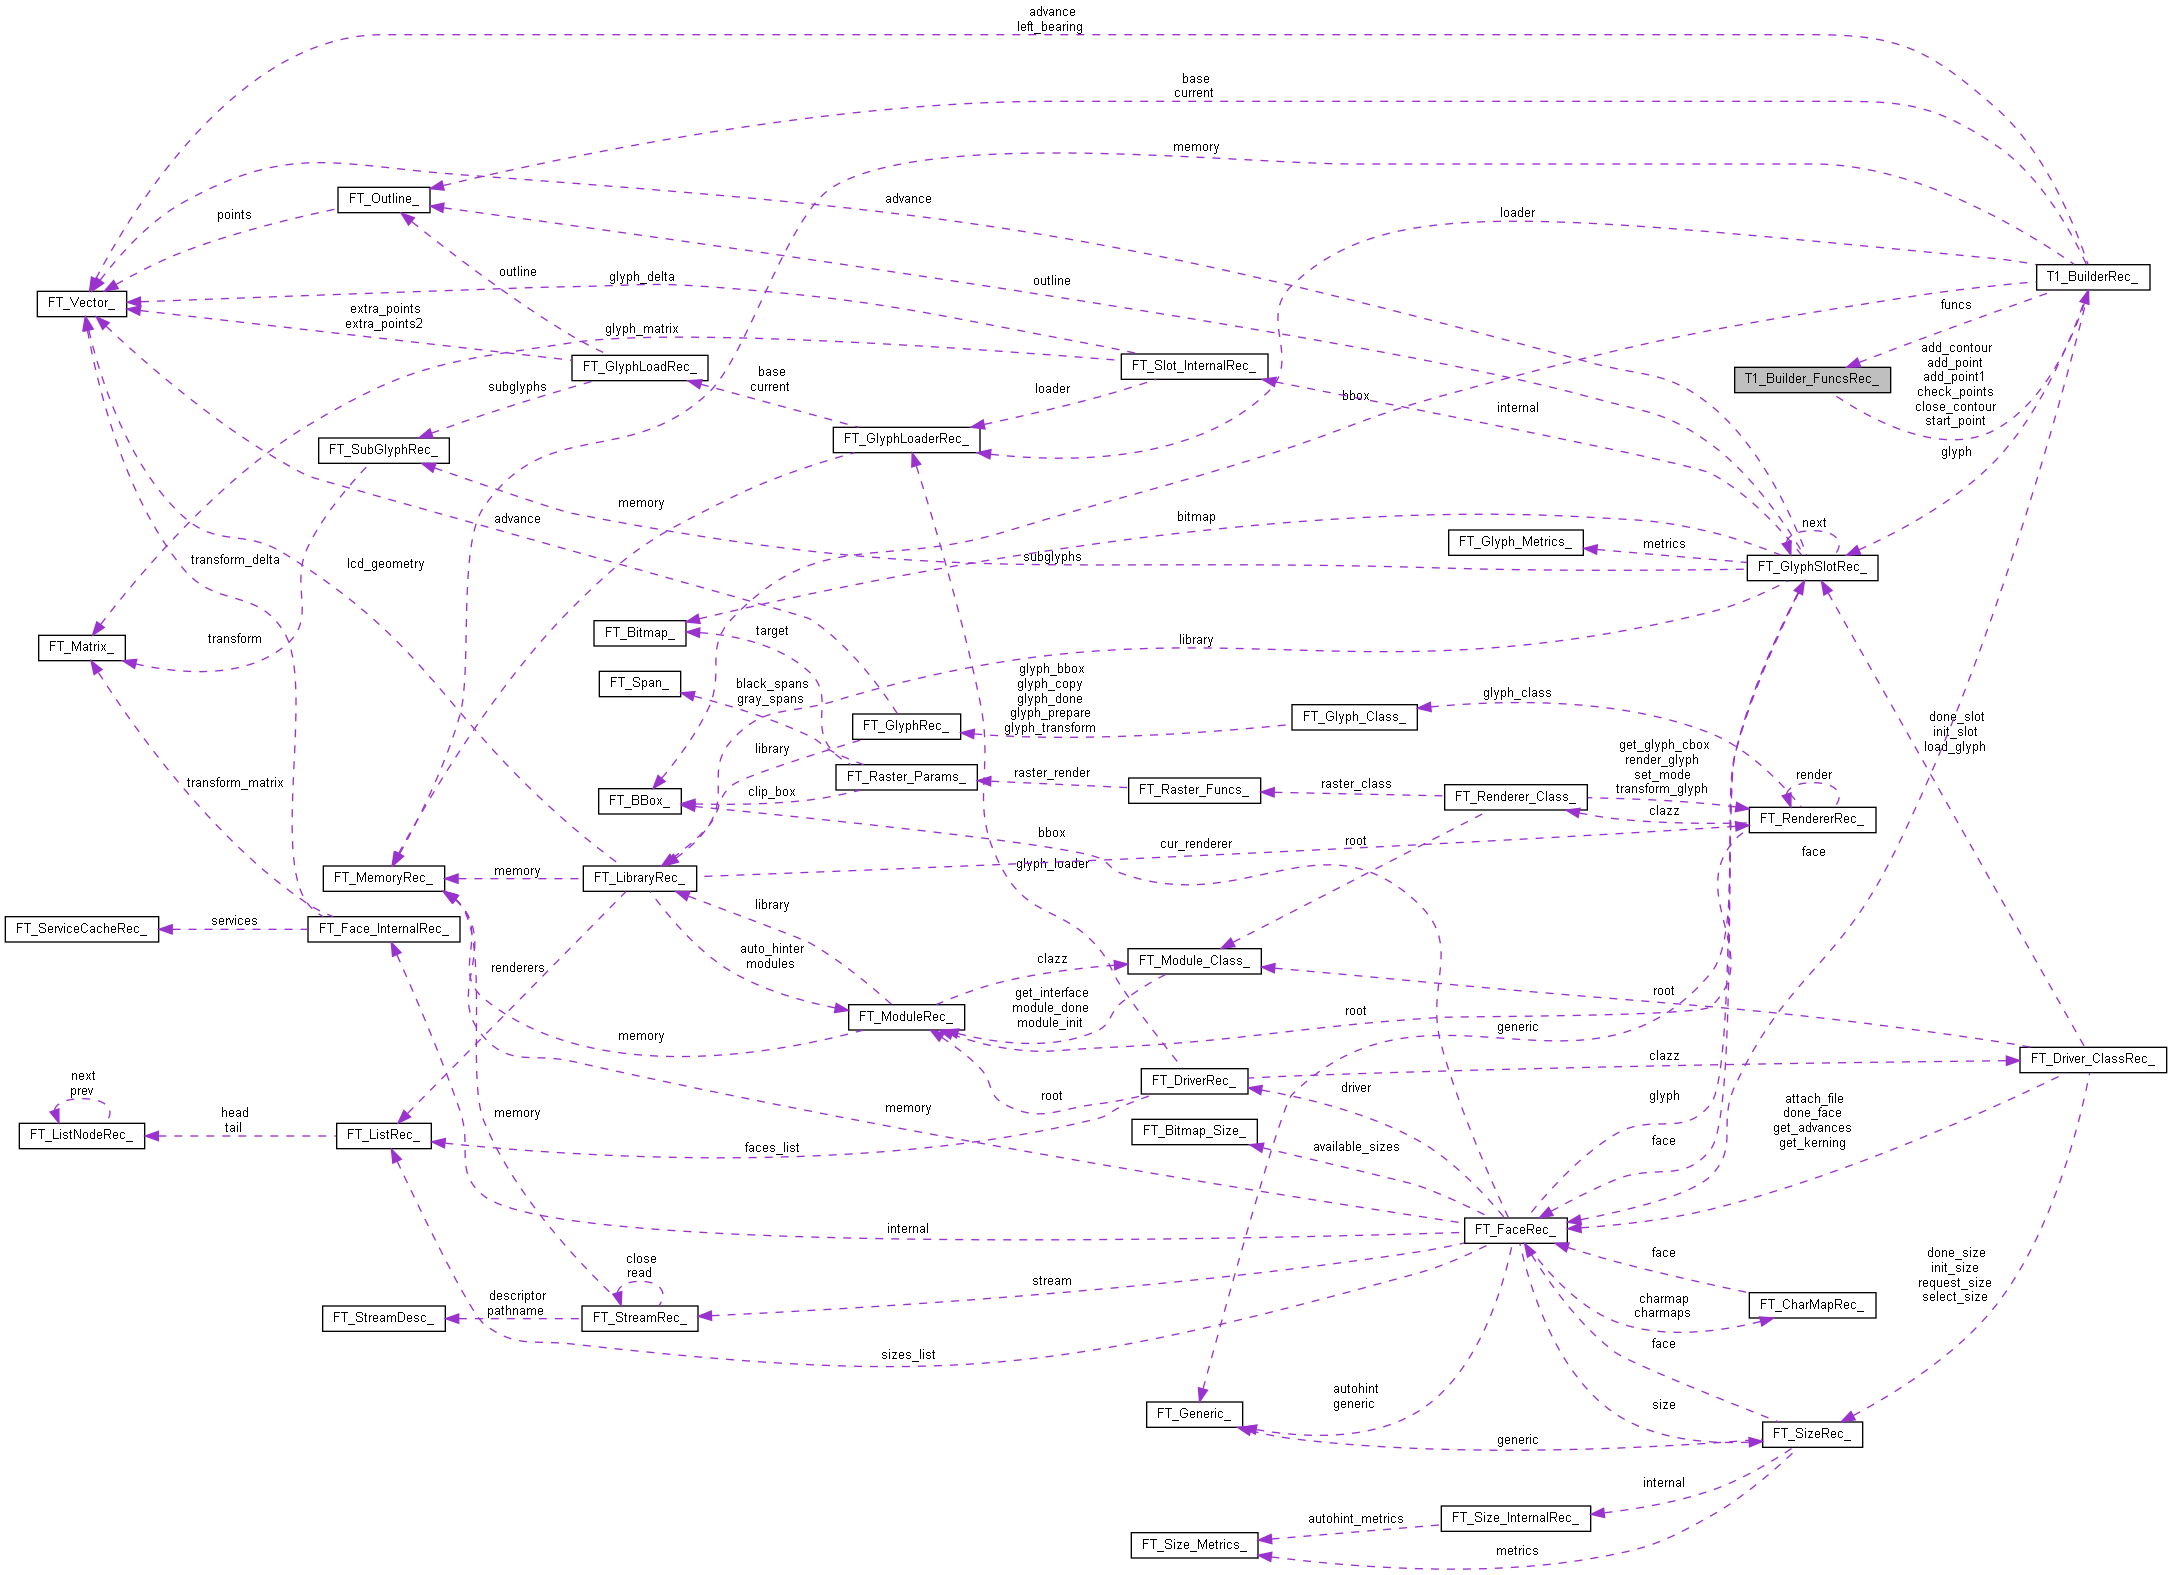 advance
left_bearing
base
current
memory
FT_Outline_
advance
loader
points
outline
glyph_delta
outline
T1_BuilderRec_
FT_Vector_
extra_points
extra_points2
funcs
glyph_matrix
FT_GlyphLoadRec_
FT_Slot_InternalRec_
add_contour
add_point
add_point1
check_points
close_contour
start_point
T1_Builder_FuncsRec_
base
current
subglyphs
loader
bbox
internal
FT_GlyphLoaderRec_
FT_SubGlyphRec_
glyph
memory
advance
bitmap
next
FT_Glyph_Metrics_
metrics
transform_delta
lcd_geometry
subglyphs
FT_GlyphSlotRec_
FT_Matrix_
transform
FT_Bitmap_
target
library
FT_Span_
black_spans
gray_spans
glyph_bbox
glyph_copy
glyph_done
glyph_prepare
glyph_transform
glyph_class
FT_GlyphRec_
FT_Glyph_Class_
done_slot
init_slot
load_glyph
library
get_glyph_cbox
render_glyph
set_mode
transform_glyph
transform_matrix
FT_Raster_Params_
raster_render
FT_Raster_Funcs_
raster_class
FT_Renderer_Class_
render
FT_BBox_
clip_box
clazz
FT_RendererRec_
bbox
cur_renderer
root
face
glyph_loader
FT_MemoryRec_
memory
FT_LibraryRec_
library
FT_ServiceCacheRec_
services
FT_Face_InternalRec_
auto_hinter
modules
renderers
clazz
FT_Module_Class_
get_interface
module_done
module_init
root
FT_ModuleRec_
root
generic
memory
clazz
FT_Driver_ClassRec_
next
prev
FT_DriverRec_
driver
root
glyph
attach_file
done_face
get_advances
get_kerning
memory
memory
head
tail
FT_ListNodeRec_
FT_ListRec_
faces_list
FT_Bitmap_Size_
available_sizes
face
internal
FT_FaceRec_
close
read
stream
face
done_size
init_size
request_size
select_size
descriptor
pathname
FT_StreamDesc_
FT_StreamRec_
charmap
charmaps
FT_CharMapRec_
sizes_list
face
autohint
generic
FT_Generic_
size
generic
FT_SizeRec_
internal
autohint_metrics
FT_Size_InternalRec_
FT_Size_Metrics_
metrics